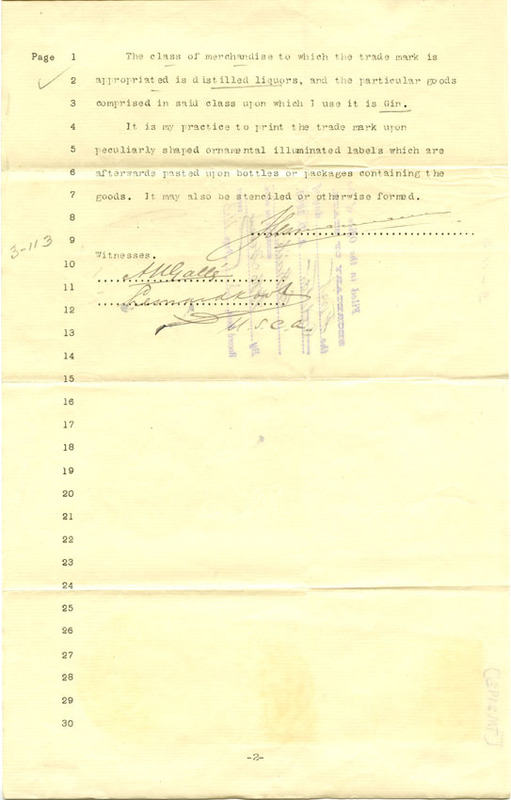 Page 1 The class of merchandise to which the trade mark is
2 appropriated is distilled liquors, and the particular goods
3 comprised in said class upon which I use it is Gin.
4 It is my practice to print the trade mark upon
5 peculiarly shaped ornamental illuminated labels which are
6 afterwards pasted upon bottles or packages containing the
7 goods. It may also be stenciled or otherwise formed.
8
3-113
9 Witnesses.
10
11
12
13 U.S.C.A.
14
15
16
17
18
19
20
21
22
23
24
25
26
27
28
29
30
-2-